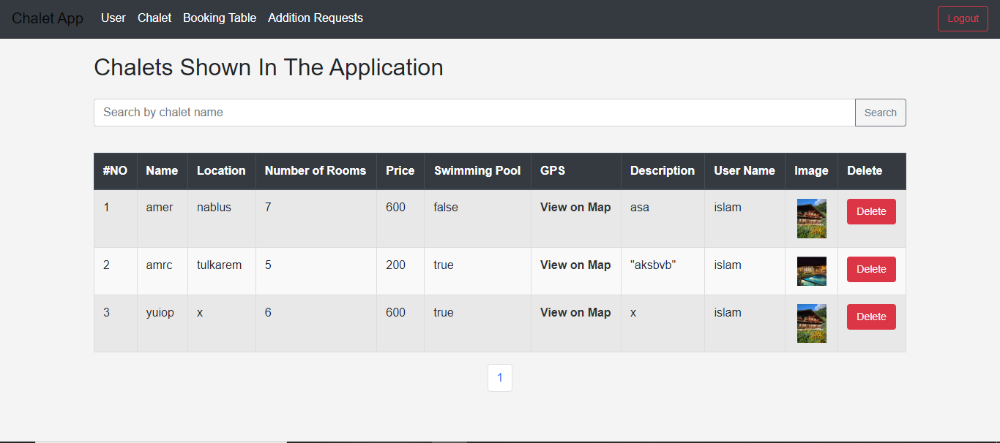 Chalet App User Chalet Booking Table Addition Requests Logout
Chalets Shown In The Application
Search by chalet name Search
#NO Name Location Number of Rooms Price Swimming Pool GPS Description User Name Image Delete
1 amer nablus 7 600 false View on Map asa islam Delete
2 amrc tulkarem 5 200 true View on Map "aksbvb" islam Delete
3 yuiop x 6 600 true View on Map x islam Delete
1